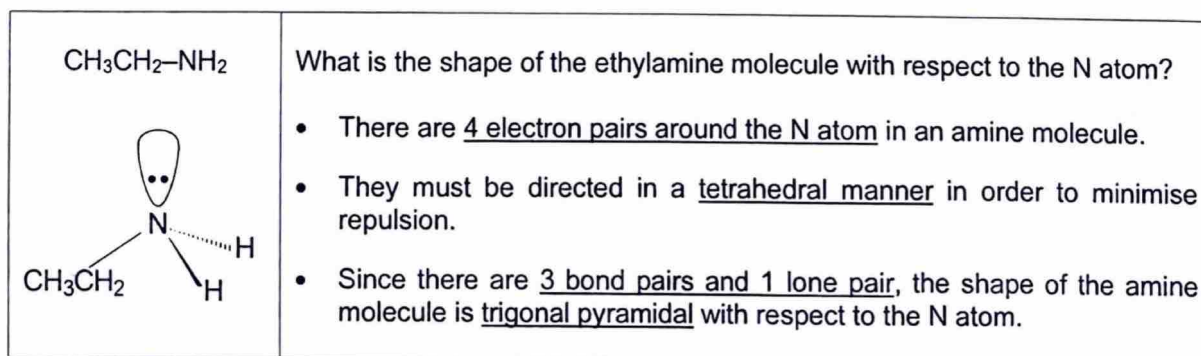 CH₃CH₂–NH₂
N
H
CH₃CH₂
H
What is the shape of the ethylamine molecule with respect to the N atom?
• There are 4 electron pairs around the N atom in an amine molecule.
• They must be directed in a tetrahedral manner in order to minimise
repulsion.
• Since there are 3 bond pairs and 1 lone pair, the shape of the amine
molecule is trigonal pyramidal with respect to the N atom.